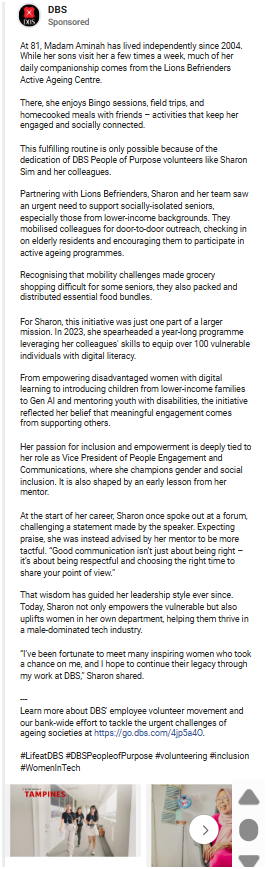 DBS
Sponsored
At 81, Madam Aminah has lived independently since 2004.
While her sons visit her a few times a week, much of her
daily companionship comes from the Lions Befrienders
Active Ageing Centre.
There, she enjoys Bingo sessions, field trips, and
homecooked meals with friends – activities that keep her
engaged and socially connected.
This fulfilling routine is only possible because of the
dedication of DBS People of Purpose volunteers like Sharon
Sim and her colleagues.
Partnering with Lions Befrienders, Sharon and her team saw
an urgent need to support socially-isolated seniors,
especially those from lower-income backgrounds. They
mobilised colleagues for door-to-door outreach, checking in
on elderly residents and encouraging them to participate in
active ageing programmes.
Recognising that mobility challenges made grocery
shopping difficult for some seniors, they also packed and
distributed essential food bundles.
For Sharon, this initiative was just one part of a larger
mission. In 2023, she spearheaded a year-long programme
leveraging her colleagues' skills to equip over 100 vulnerable
individuals with digital literacy.
From empowering disadvantaged women with digital
learning to introducing children from lower-income families
to Gen AI and mentoring youth with disabilities, the initiative
reflected her belief that meaningful engagement comes
from supporting others.
Her passion for inclusion and empowerment is deeply tied to
her role as Vice President of People Engagement and
Communications, where she champions gender and social
inclusion. It is also shaped by an early lesson from her
mentor.
At the start of her career, Sharon once spoke out at a forum,
challenging a statement made by the speaker. Expecting
praise, she was instead advised by her mentor to be more
tactful. “Good communication isn't just about being right –
it's about being respectful and choosing the right time to
share your point of view.”
That wisdom has guided her leadership style ever since.
Today, Sharon not only empowers the vulnerable but also
uplifts women in her own department, helping them thrive in
a male-dominated tech industry.
“I've been fortunate to meet many inspiring women who took
a chance on me, and I hope to continue their legacy through
my work at DBS,” Sharon shared.
---
Learn more about DBS' employee volunteer movement and
our bank-wide effort to tackle the urgent challenges of
ageing societies at https://go.dbs.com/4jp5a4O.
#LifeatDBS #DBSPeopleofPurpose #volunteering #inclusion
#WomenInTech
TAMPINES